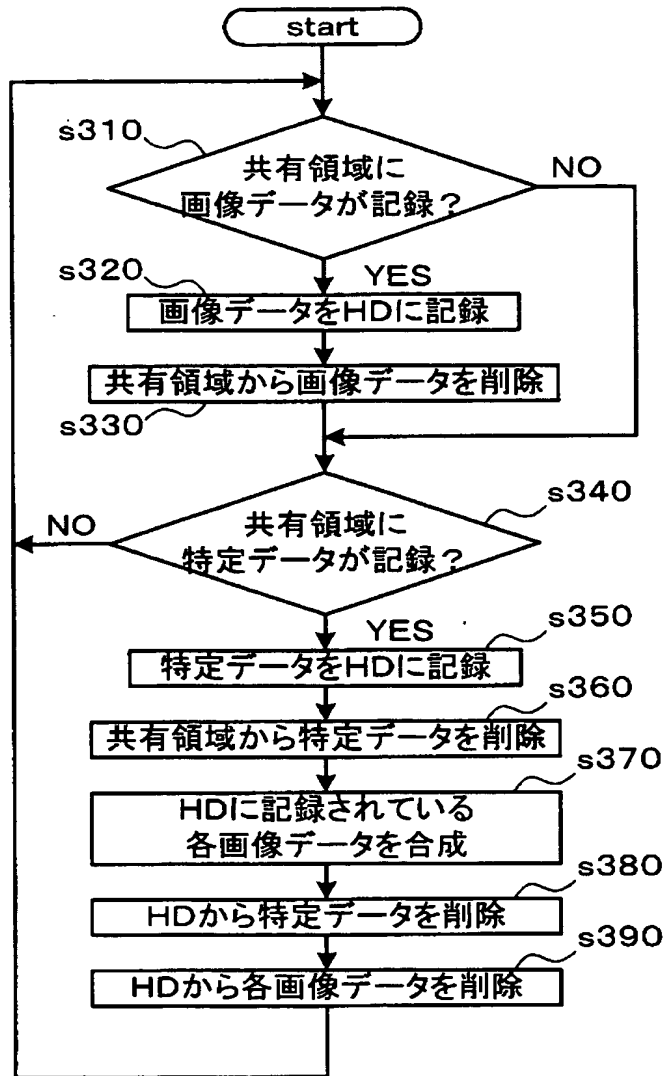 start
s310
共有領域に
画像データが記録？
NO
YES
s320
画像データをHDに記録
共有領域から画像データを削除
s330
s340
NO
共有領域に
特定データが記録？
YES
s350
特定データをHDに記録
s360
共有領域から特定データを削除
s370
HDに記録されている
各画像データを合成
s380
HDから特定データを削除
s390
HDから各画像データを削除